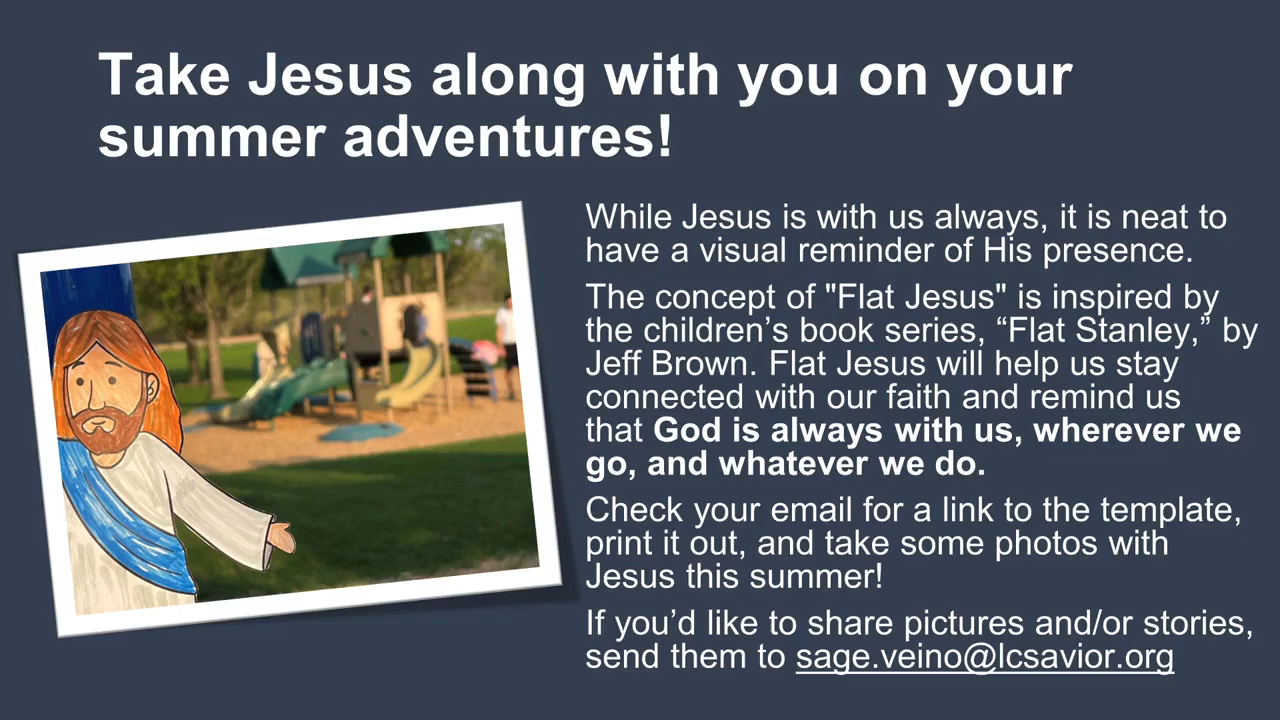 Take Jesus along with you on your
summer adventures!
While Jesus is with us always, it is neat to
have a visual reminder of His presence.
The concept of "Flat Jesus" is inspired by
the children’s book series, “Flat Stanley,” by
Jeff Brown. Flat Jesus will help us stay
connected with our faith and remind us
that God is always with us, wherever we
go, and whatever we do.
Check your email for a link to the template,
print it out, and take some photos with
Jesus this summer!
If you’d like to share pictures and/or stories,
send them to sage.veino@lcsavior.org